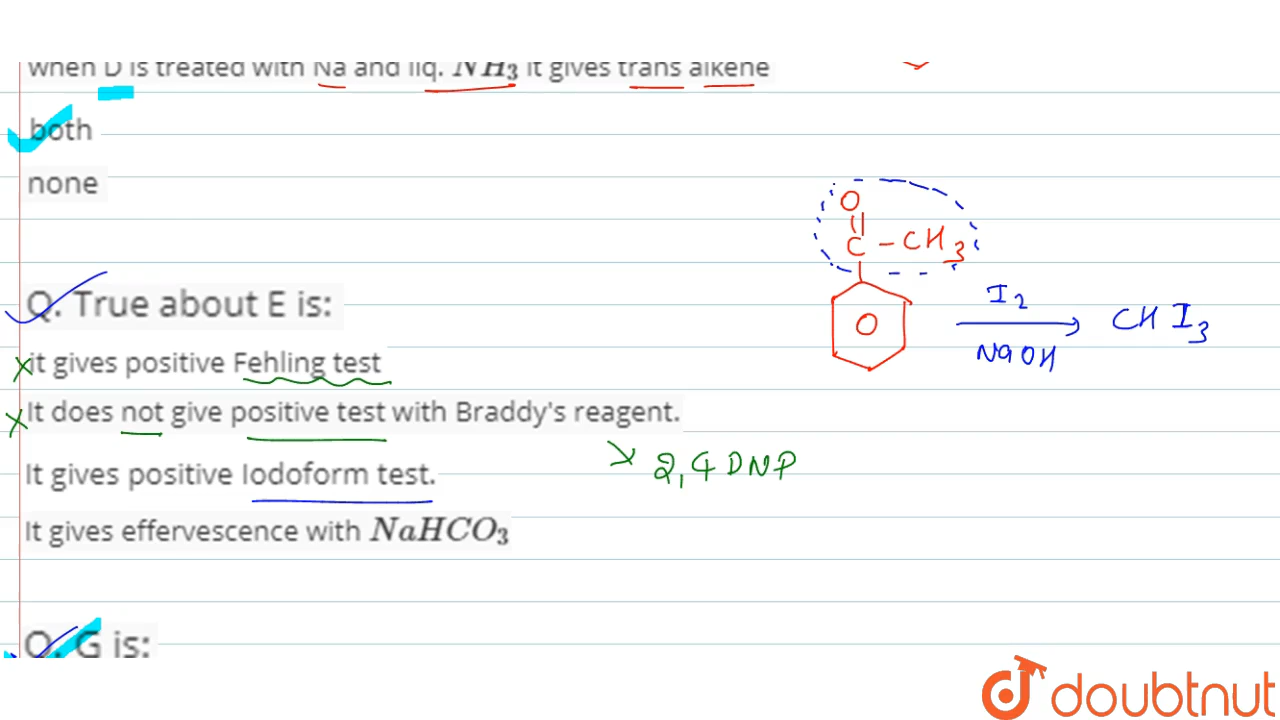 when D is treated with Na and liq. NH3 it gives trans alkene
both
none
O
C – CH3
Q. True about E is:
I2
CH I3
NaOH
it gives positive Fehling test
It does not give positive test with Braddy's reagent.
2,4 DNP
It gives positive Iodoform test.
It gives effervescence with NaHCO3
Q. G is:
doubtnut